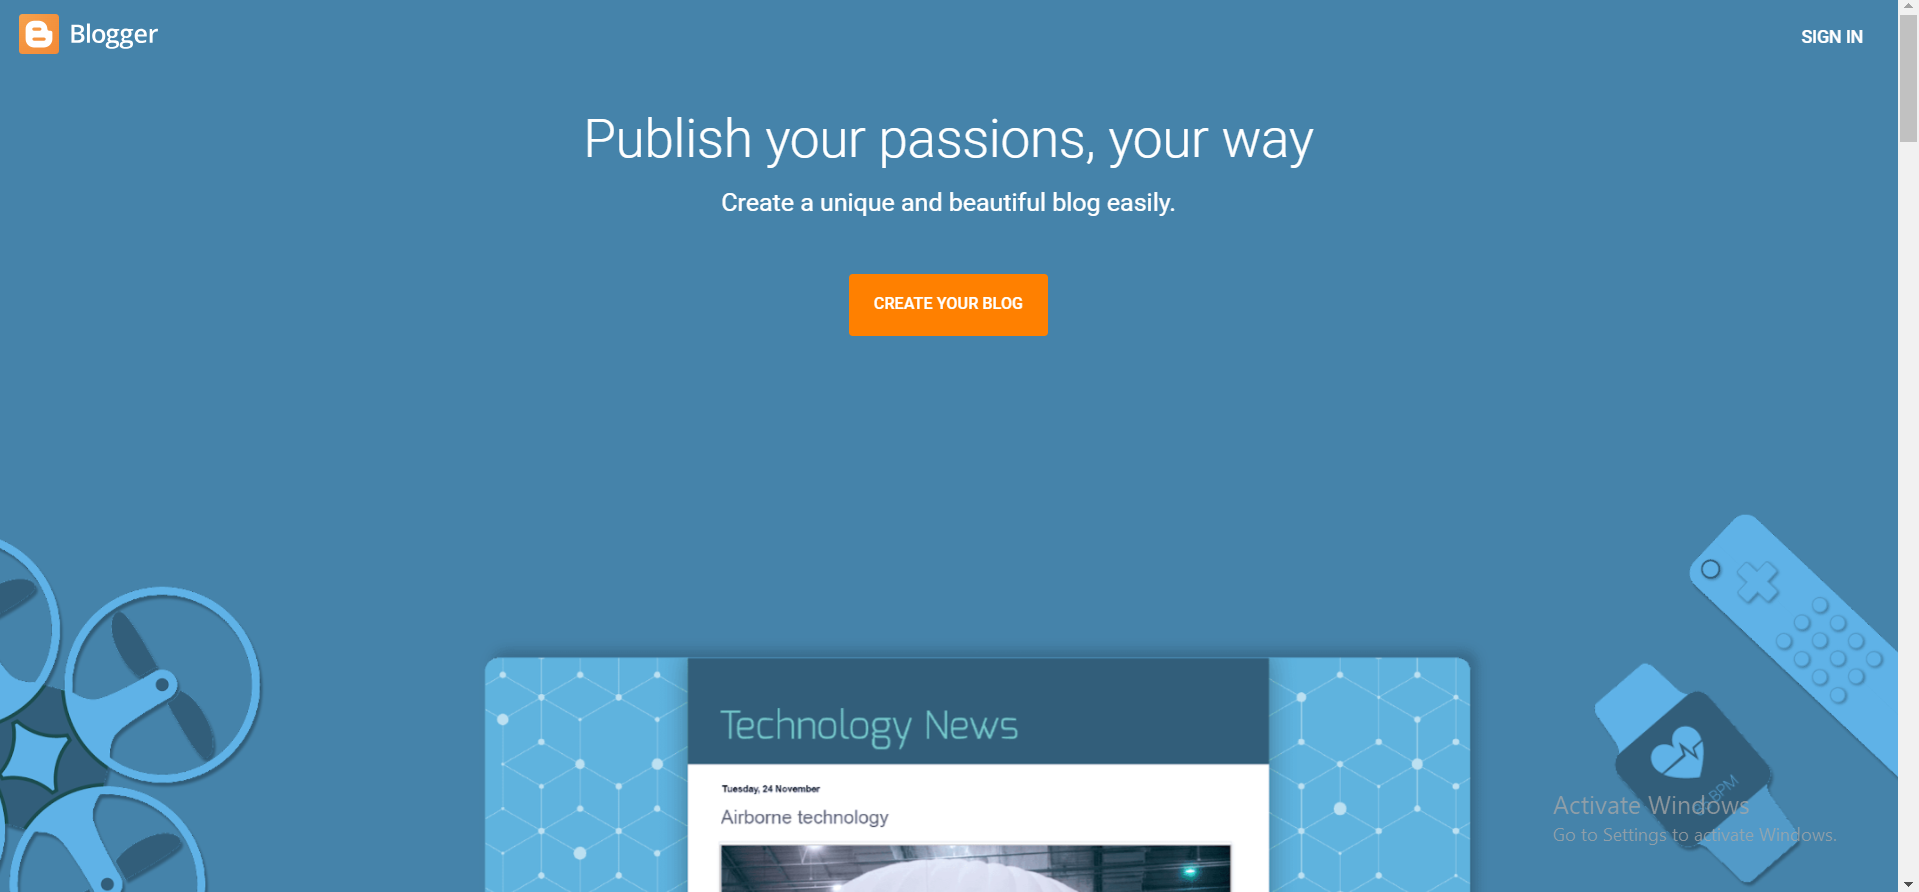 Blogger
SIGN IN
Publish your passions, your way
Create a unique and beautiful blog easily.
CREATE YOUR BLOG
Technology News
Tuesday, 24 November
Airborne technology
BPM
Activate Windows
Go to Settings to activate Windows.